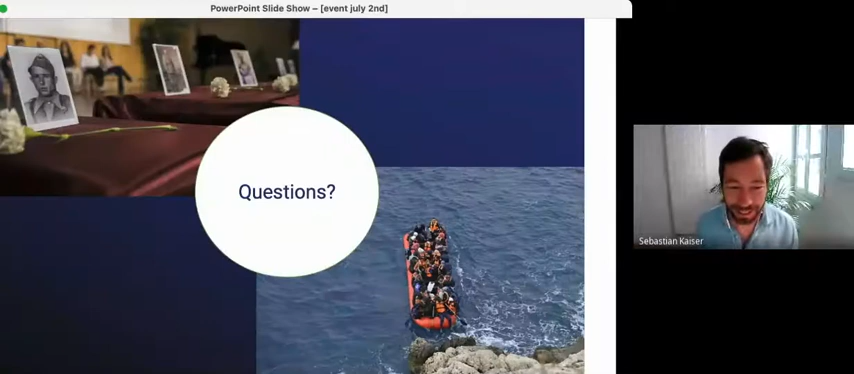 PowerPoint Slide Show – [event july 2nd]
Questions?
Sebastian Kaiser